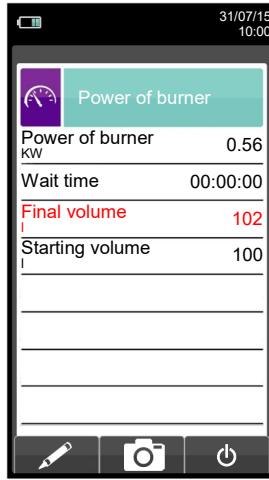 31/07/15
10:00
Power of burner
Power of burner 0.56
KW
Wait time 00:00:00
Final volume 102
l
Starting volume 100
l